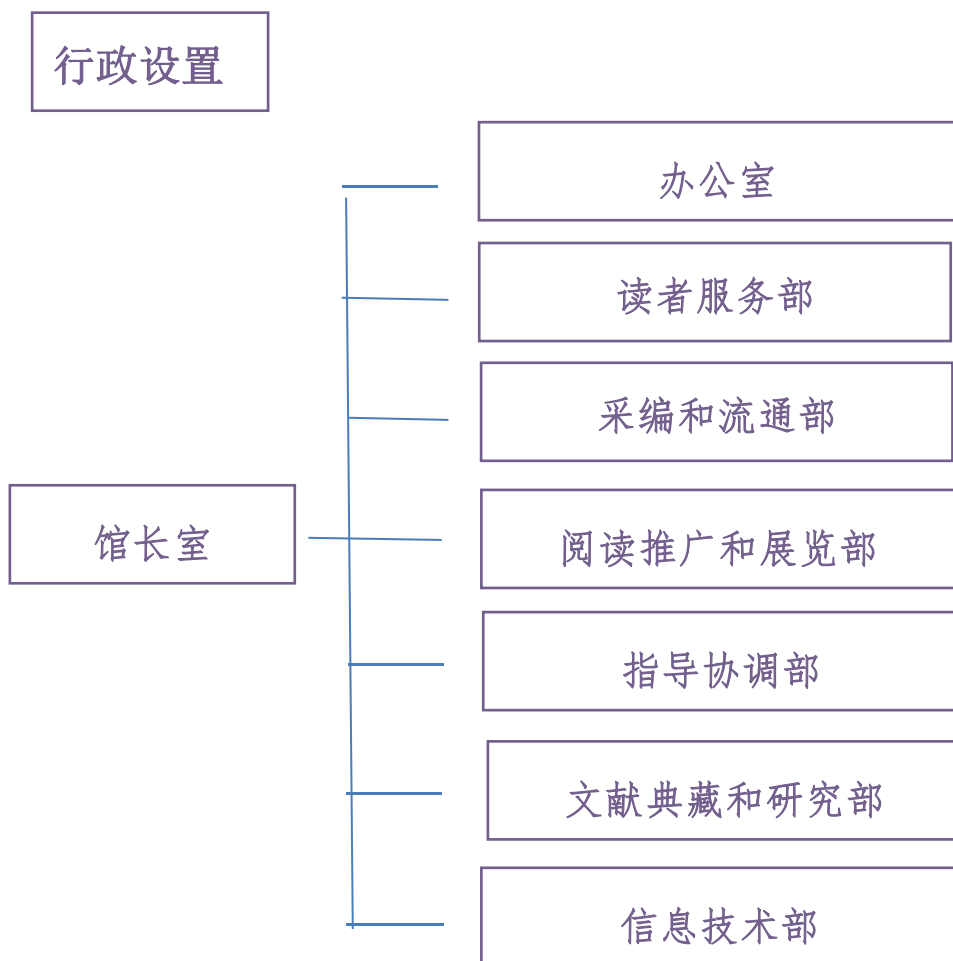 行政设置
办公室
读者服务部
采编和流通部
馆长室
阅读推广和展览部
指导协调部
文献典藏和研究部
信息技术部